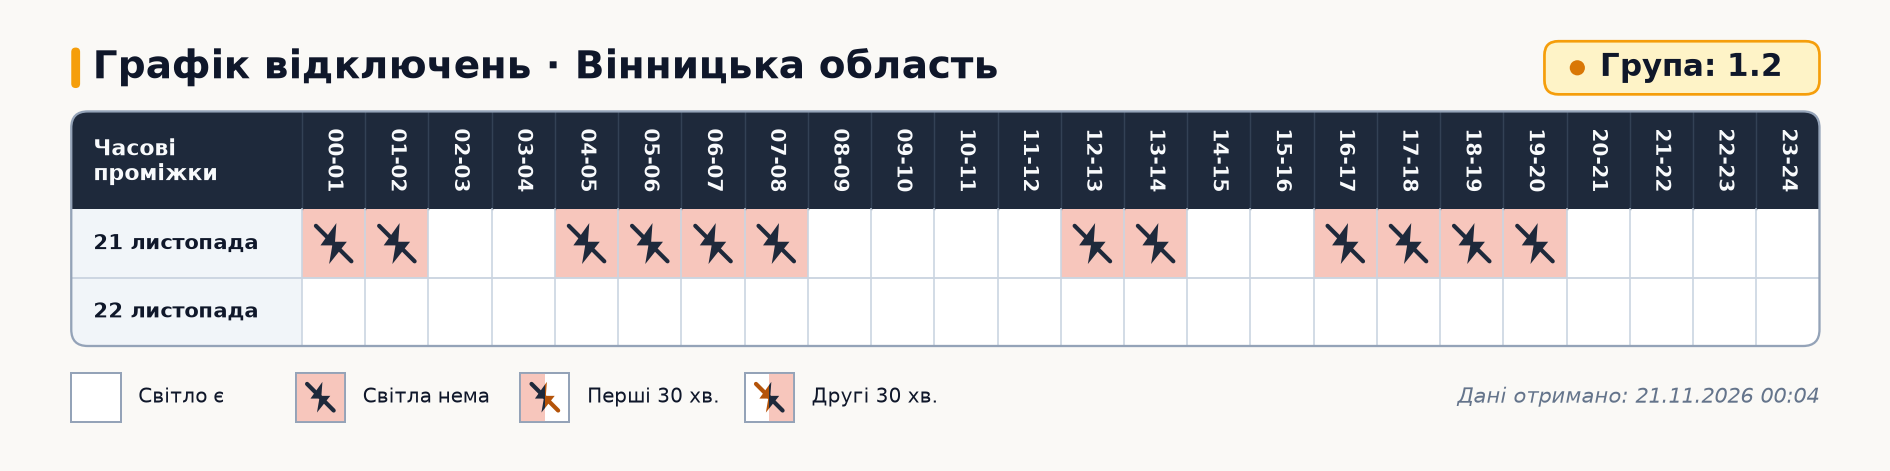 Графік відключень · Вінницька область
Група: 1.2
Часові
проміжки
00-01
01-02
02-03
03-04
04-05
05-06
06-07
07-08
08-09
09-10
10-11
11-12
12-13
13-14
14-15
15-16
16-17
17-18
18-19
19-20
20-21
21-22
22-23
23-24
21 листопада
22 листопада
Світло є
Світла нема
Перші 30 хв.
Другі 30 хв.
Дані отримано: 21.11.2026 00:04